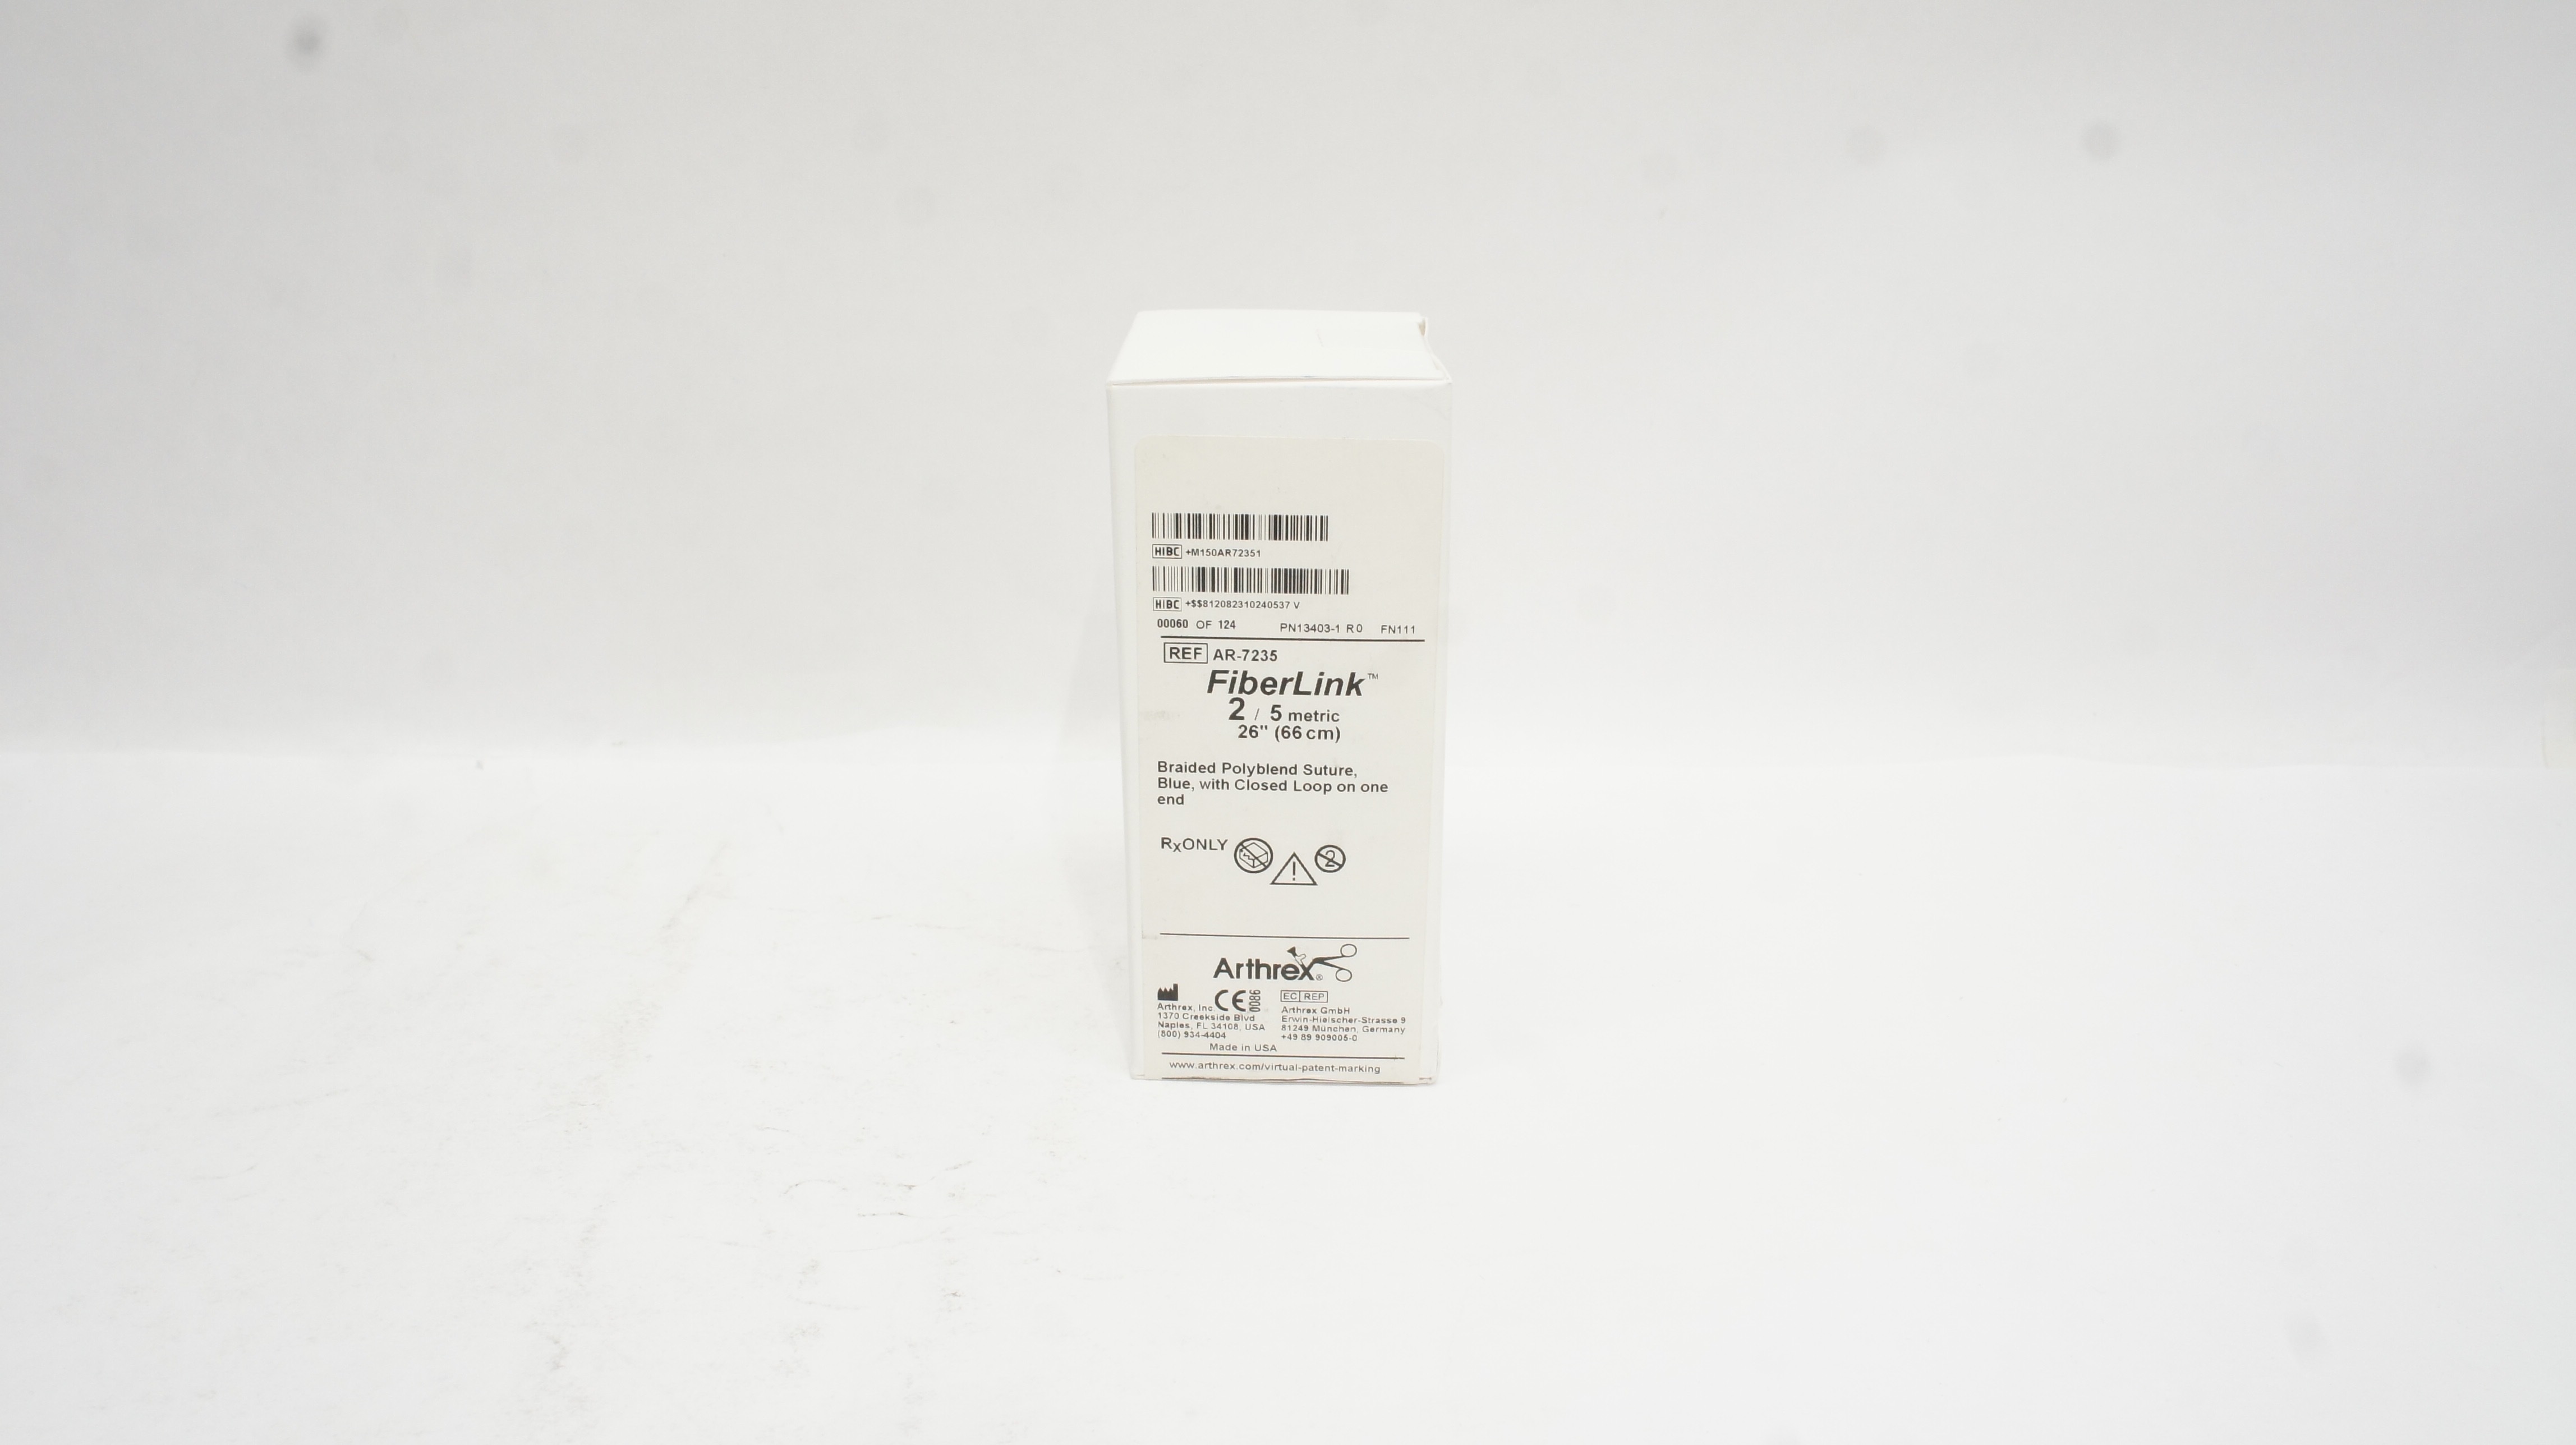 HIBC +M150AR72351
HIBC +$$812082310240537 V
00060 OF 124 PN13403-1 R0 FN111
REF AR-7235
FiberLink™
2 / 5 metric
26" (66 cm)
Braided Polyblend Suture,
Blue, with Closed Loop on one
end
RxONLY
2
Arthrex®
CE 0086
EC REP
Arthrex, Inc.
1370 Creekside Blvd
Naples, FL 34108, USA
(800) 934-4404
Arthrex GmbH
Erwin-Hielscher-Strasse 9
81249 München, Germany
+49 89 909005-0
Made in USA
www.arthrex.com/virtual-patent-marking